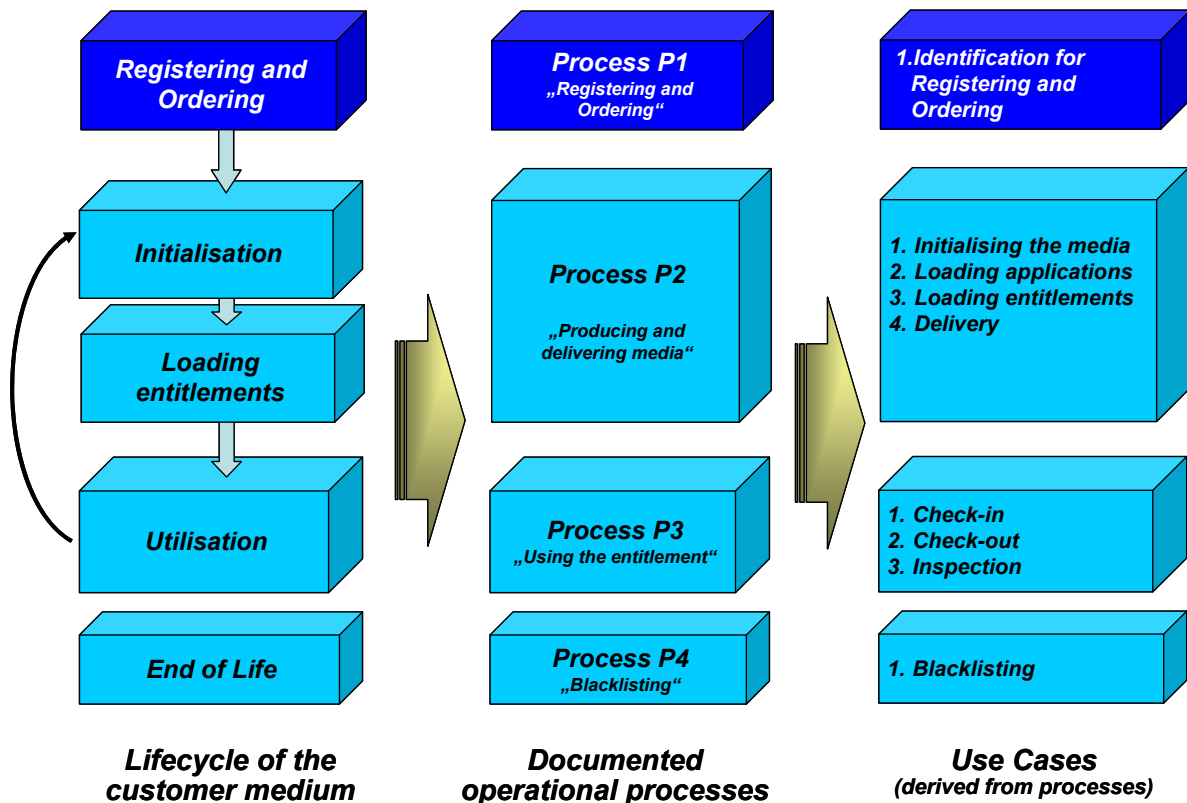 Registering and
Ordering
Initialisation
Loading
entitlements
Utilisation
End of Life
Lifecycle of the
customer medium
Process P1
„Registering and
Ordering“
Process P2
„Producing and
delivering media“
Process P3
„Using the entitlement“
Process P4
„Blacklisting“
Documented
operational processes
1.Identification for
Registering and
Ordering
1. Initialising the media
2. Loading applications
3. Loading entitlements
4. Delivery
1. Check-in
2. Check-out
3. Inspection
1. Blacklisting
Use Cases
(derived from processes)